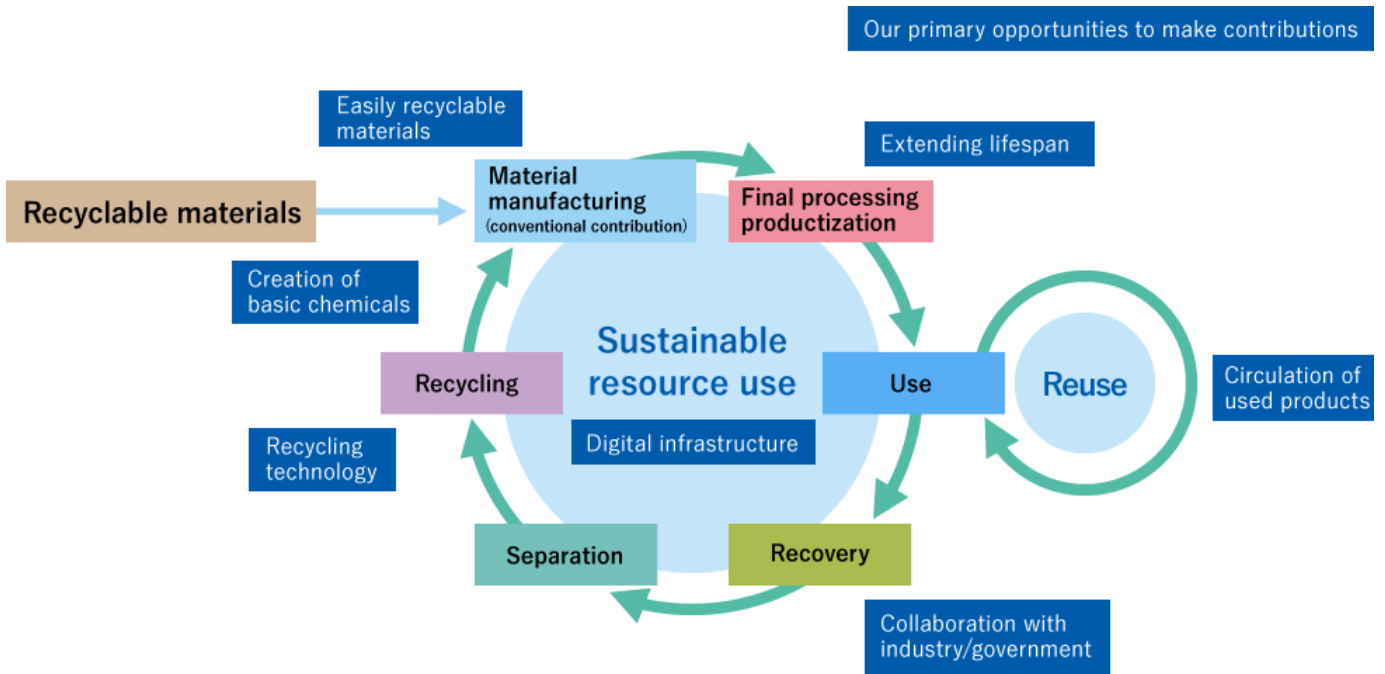 Our primary opportunities to make contributions
Easily recyclable
materials
Extending lifespan
Recyclable materials
Material
manufacturing
(conventional contribution)
Final processing
productization
Creation of
basic chemicals
Sustainable
resource use
Recycling
Use
Reuse
Circulation of
used products
Digital infrastructure
Recycling
technology
Separation
Recovery
Collaboration with
industry/government